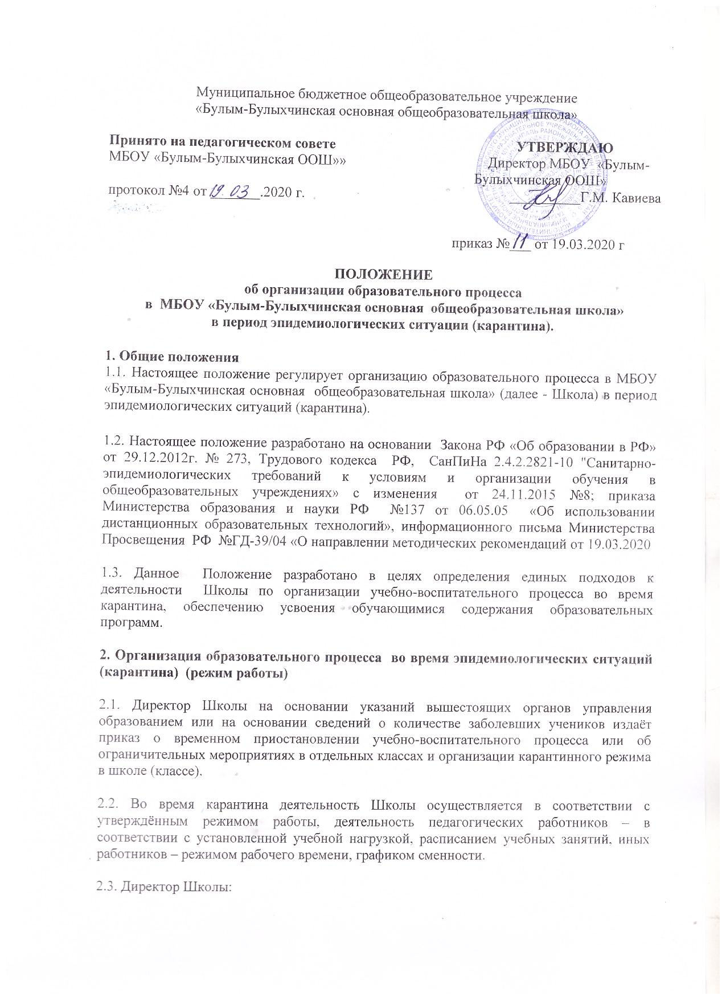 Муниципальное бюджетное общеобразовательное учреждение
«Булым-Булыхчинская основная общеобразовательная школа»
Принято на педагогическом совете
МБОУ «Булым-Булыхчинская ООШ»»
протокол №4 от 19.03.2020 г.
УТВЕРЖДАЮ
Директор МБОУ «Булым-
Булыхчинская ООШ»
____________Г.М. Кавиева
приказ № 11 от 19.03.2020 г
ПОЛОЖЕНИЕ
об организации образовательного процесса
в МБОУ «Булым-Булыхчинская основная общеобразовательная школа»
в период эпидемиологических ситуации (карантина).
1. Общие положения
1.1. Настоящее положение регулирует организацию образовательного процесса в МБОУ
«Булым-Булыхчинская основная общеобразовательная школа» (далее - Школа) в период
эпидемиологических ситуаций (карантина).
1.2. Настоящее положение разработано на основании Закона РФ «Об образовании в РФ»
от 29.12.2012г. № 273, Трудового кодекса РФ, СанПиНа 2.4.2.2821-10 "Санитарно-
эпидемиологических требований к условиям и организации обучения в
общеобразовательных учреждениях» с изменения от 24.11.2015 №8; приказа
Министерства образования и науки РФ №137 от 06.05.05 «Об использовании
дистанционных образовательных технологий», информационного письма Министерства
Просвещения РФ №ГД-39/04 «О направлении методических рекомендаций от 19.03.2020
1.3. Данное Положение разработано в целях определения единых подходов к
деятельности Школы по организации учебно-воспитательного процесса во время
карантина, обеспечению усвоения обучающимися содержания образовательных
программ.
2. Организация образовательного процесса во время эпидемиологических ситуаций
(карантина) (режим работы)
2.1. Директор Школы на основании указаний вышестоящих органов управления
образованием или на основании сведений о количестве заболевших учеников издаёт
приказ о временном приостановлении учебно-воспитательного процесса или об
ограничительных мероприятиях в отдельных классах и организации карантинного режима
в школе (классе).
2.2. Во время карантина деятельность Школы осуществляется в соответствии с
утверждённым режимом работы, деятельность педагогических работников – в
соответствии с установленной учебной нагрузкой, расписанием учебных занятий, иных
работников – режимом рабочего времени, графиком сменности.
2.3. Директор Школы: